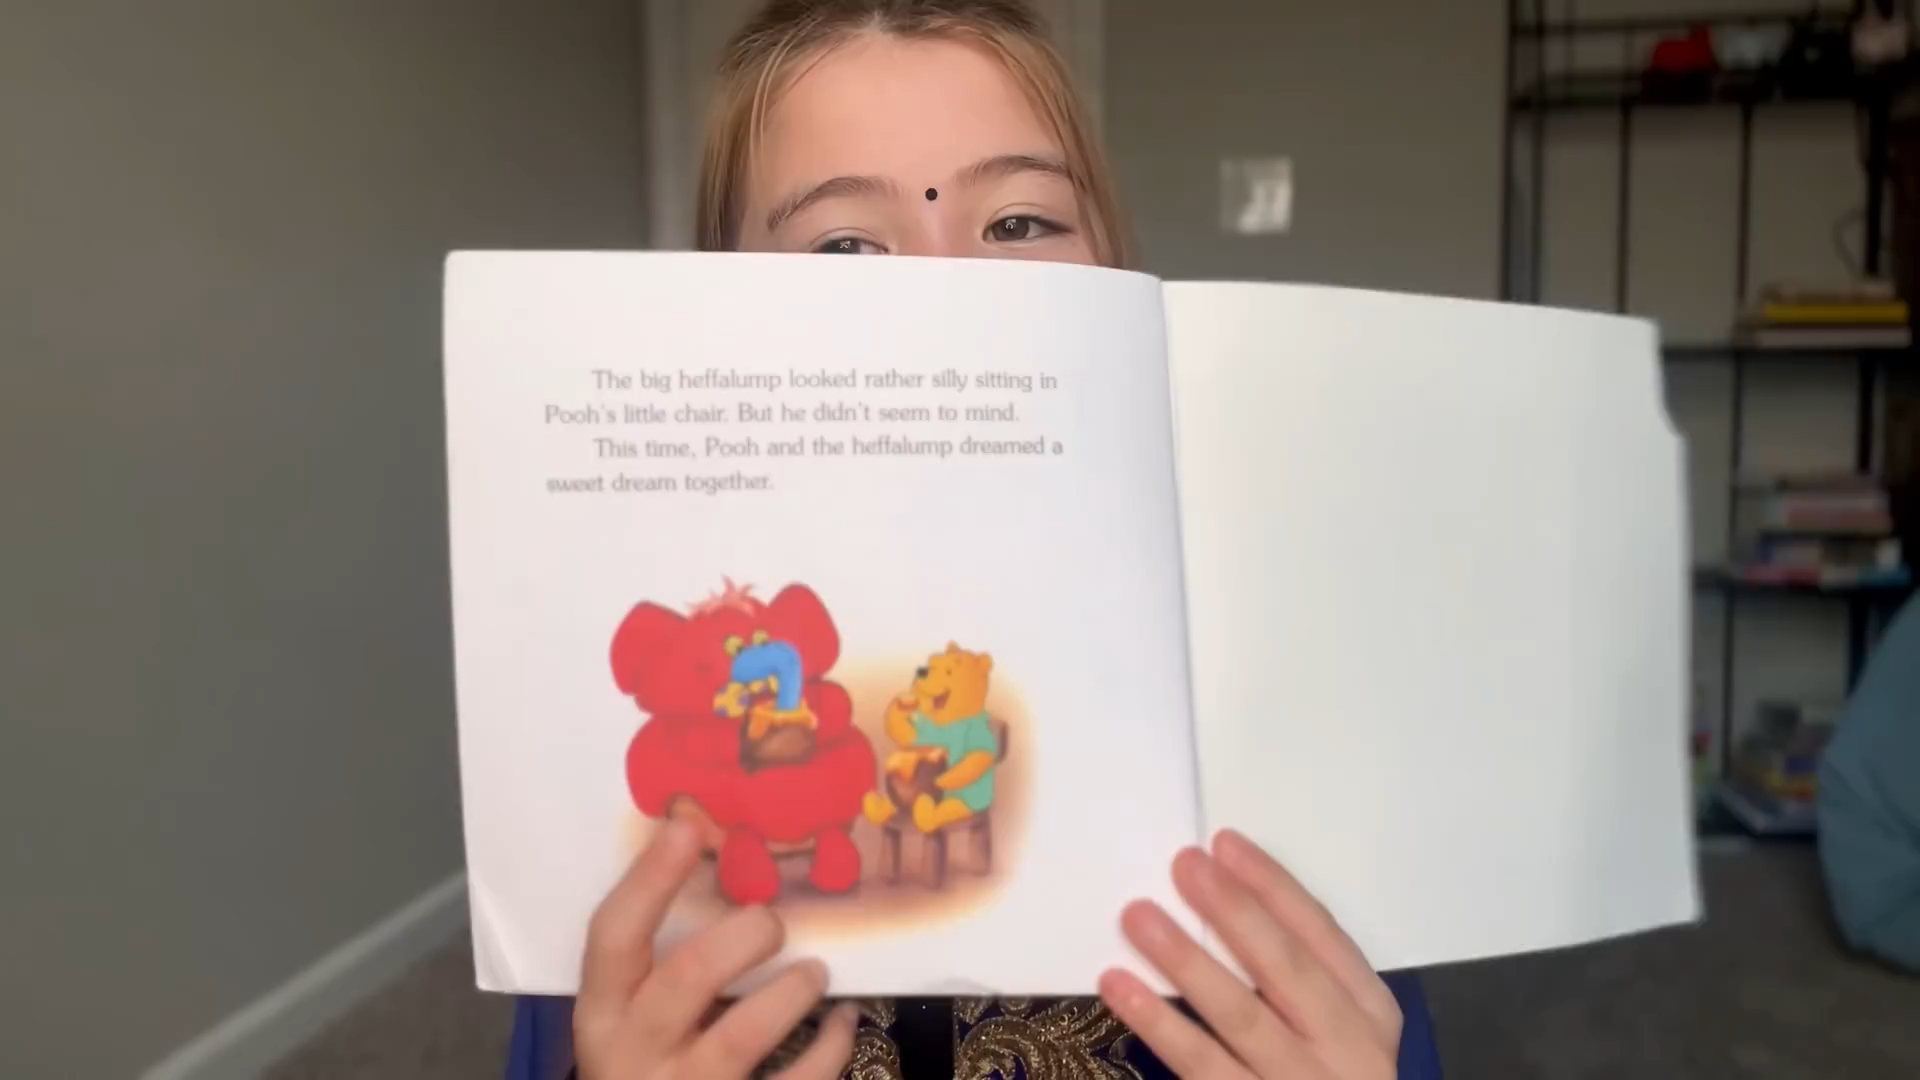 The big heffalump looked rather silly sitting in
Pooh's little chair. But he didn't seem to mind.
This time, Pooh and the heffalump dreamed a
sweet dream together.